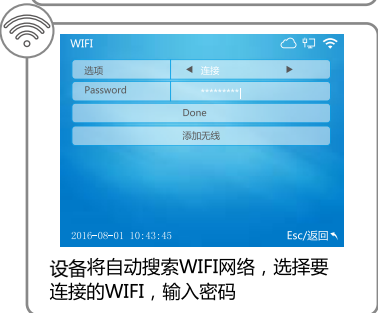 WIFI
选项 ◀ 连接 ▶
Password *********
Done
添加无线
2016-08-01 10:43:45 Esc/返回
设备将自动搜索WIFI网络，选择要
连接的WIFI，输入密码